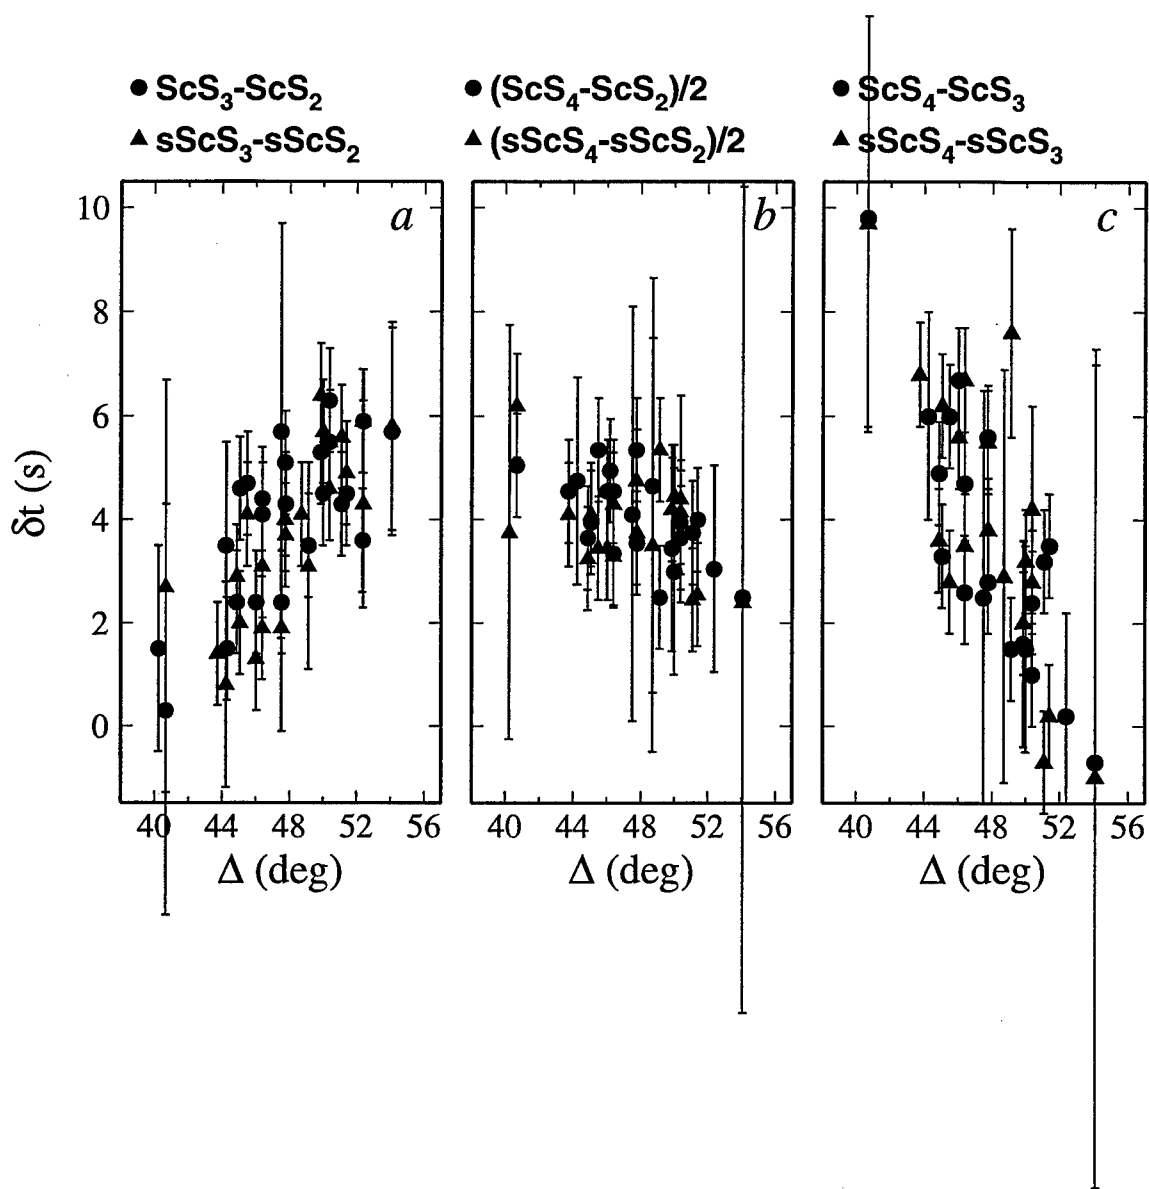 ● ScS₃-ScS₂ ● (ScS₄-ScS₂)/2 ● ScS₄-ScS₃
▲ sScS₃-sScS₂ ▲ (sScS₄-sScS₂)/2 ▲ sScS₄-sScS₃
a b c
10
8
6
4
2
0
δt (s)
40 44 48 52 56 40 44 48 52 56 40 44 48 52 56
Δ (deg) Δ (deg) Δ (deg)